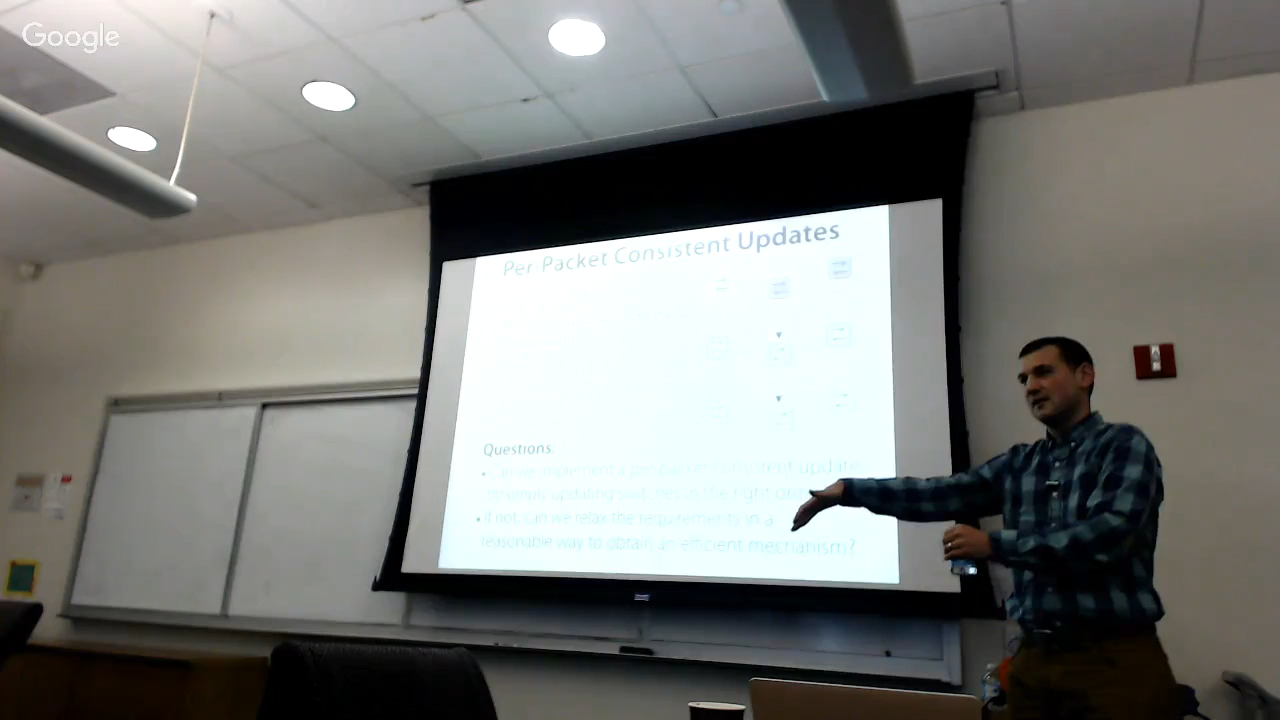 Google
Per-Packet Consistent Updates
Questions:
• Can we implement a per-packet consistent update
by simply updating switches in the right
• If not, can we relax the requirements in a
reasonable way to obtain an efficient mechanism?